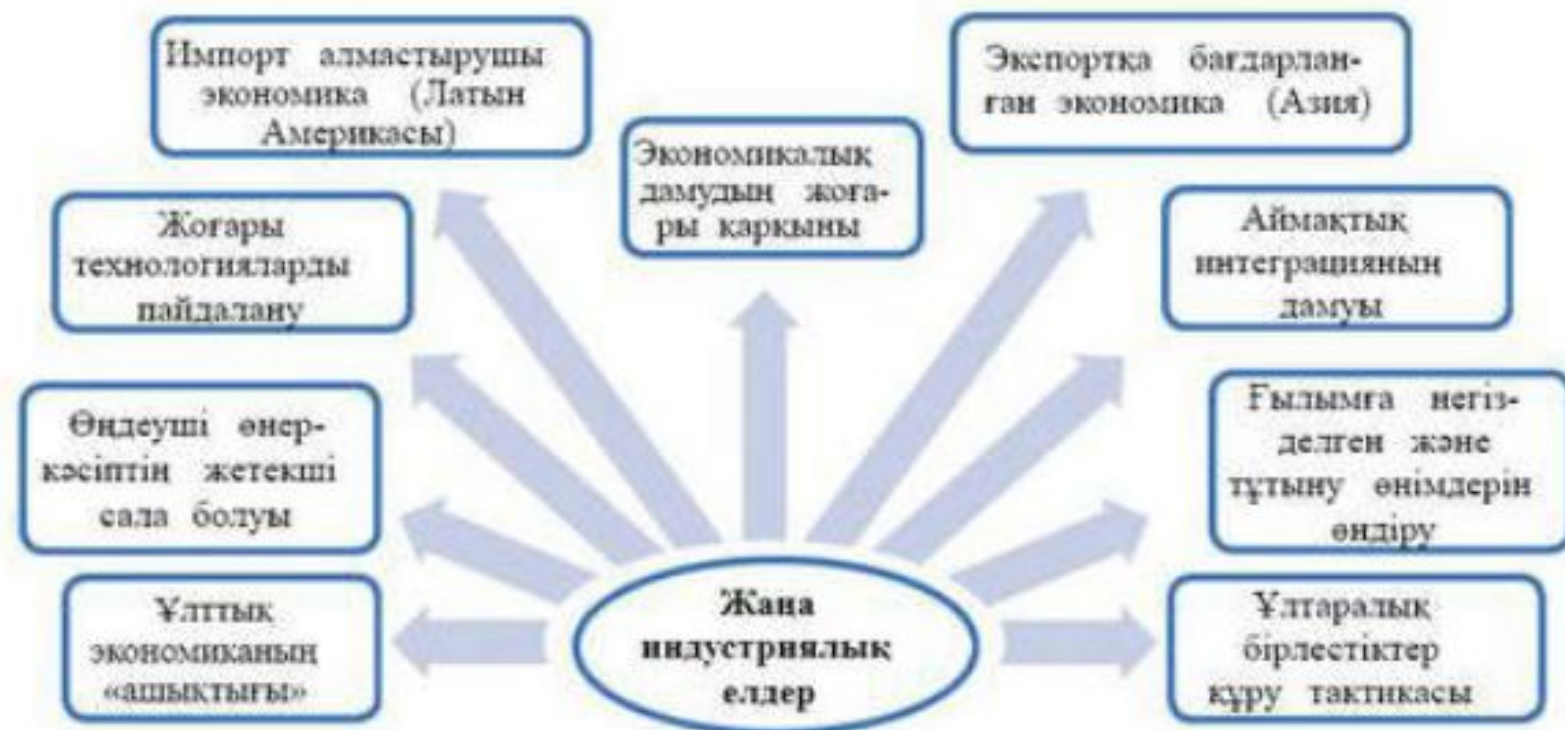 Импорт алмастырушы
экономика (Латын
Америкасы)
Экспортқа бағдарлан-
ған экономика (Азия)
Экономикалық
дамудың жоға-
ры қарқыны
Жоғары
технологияларды
пайдалану
Аймақтық
интеграцияның
дамуы
Өңдеуші өнер-
кәсіптің жетекші
сала болуы
Ғылымға негіз-
делген және
тұтыну өнімдерін
өндіру
Ұлттық
экономиканың
«ашықтығы»
Жаңа
индустриялық
елдер
Ұлтаралық
бірлестіктер
құру тактикасы